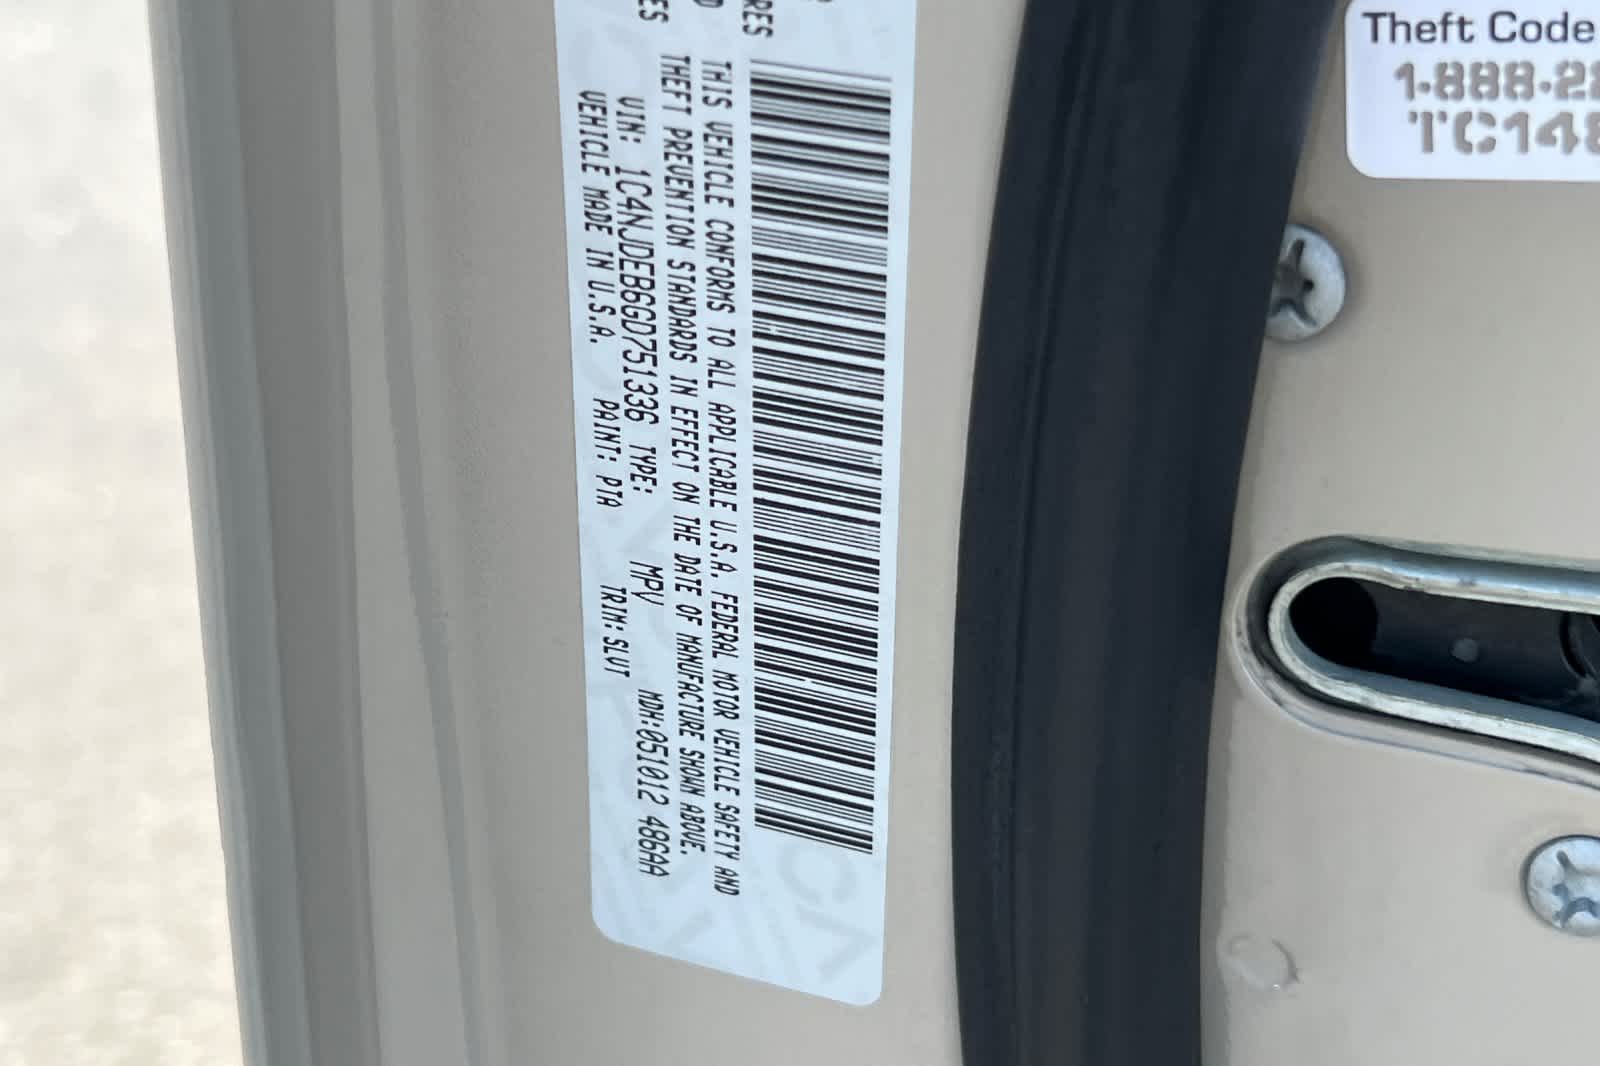 RES
THIS VEHICLE CONFORMS TO ALL APPLICABLE U.S.A. FEDERAL MOTOR VEHICLE SAFETY AND
THEFT PREVENTION STANDARDS IN EFFECT ON THE DATE OF MANUFACTURE SHOWN ABOVE.
VIN: 1C4NJDEB6GD751336 TYPE: MPV MDH:051012 486AA
VEHICLE MADE IN U.S.A. PAINT: PTA TRIM: SLUT
Theft Code
1-888-22
TC148